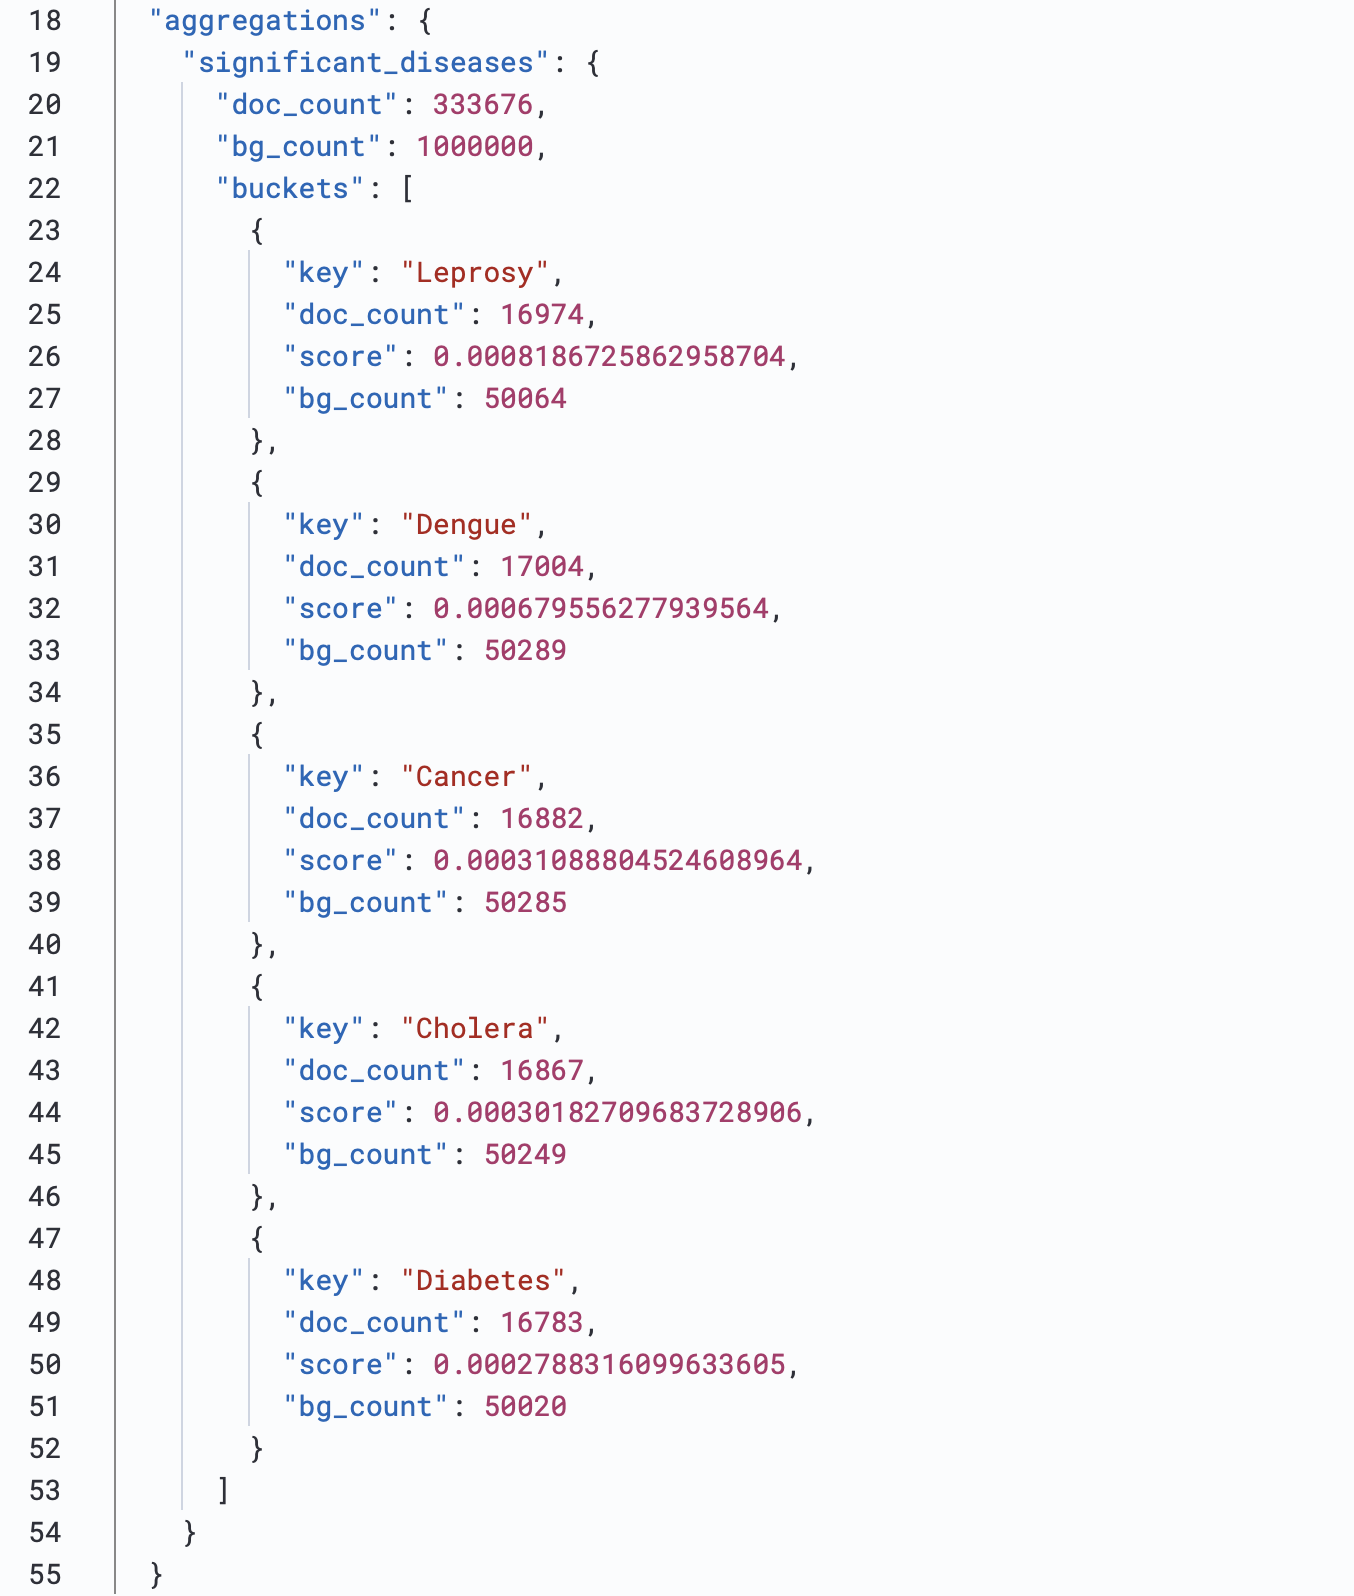 18 "aggregations": {
19 "significant_diseases": {
20 "doc_count": 333676,
21 "bg_count": 1000000,
22 "buckets": [
23 {
24 "key": "Leprosy",
25 "doc_count": 16974,
26 "score": 0.0008186725862958704,
27 "bg_count": 50064
28 },
29 {
30 "key": "Dengue",
31 "doc_count": 17004,
32 "score": 0.000679556277939564,
33 "bg_count": 50289
34 },
35 {
36 "key": "Cancer",
37 "doc_count": 16882,
38 "score": 0.00031088804524608964,
39 "bg_count": 50285
40 },
41 {
42 "key": "Cholera",
43 "doc_count": 16867,
44 "score": 0.00030182709683728906,
45 "bg_count": 50249
46 },
47 {
48 "key": "Diabetes",
49 "doc_count": 16783,
50 "score": 0.0002788316099633605,
51 "bg_count": 50020
52 }
53 ]
54 }
55 }